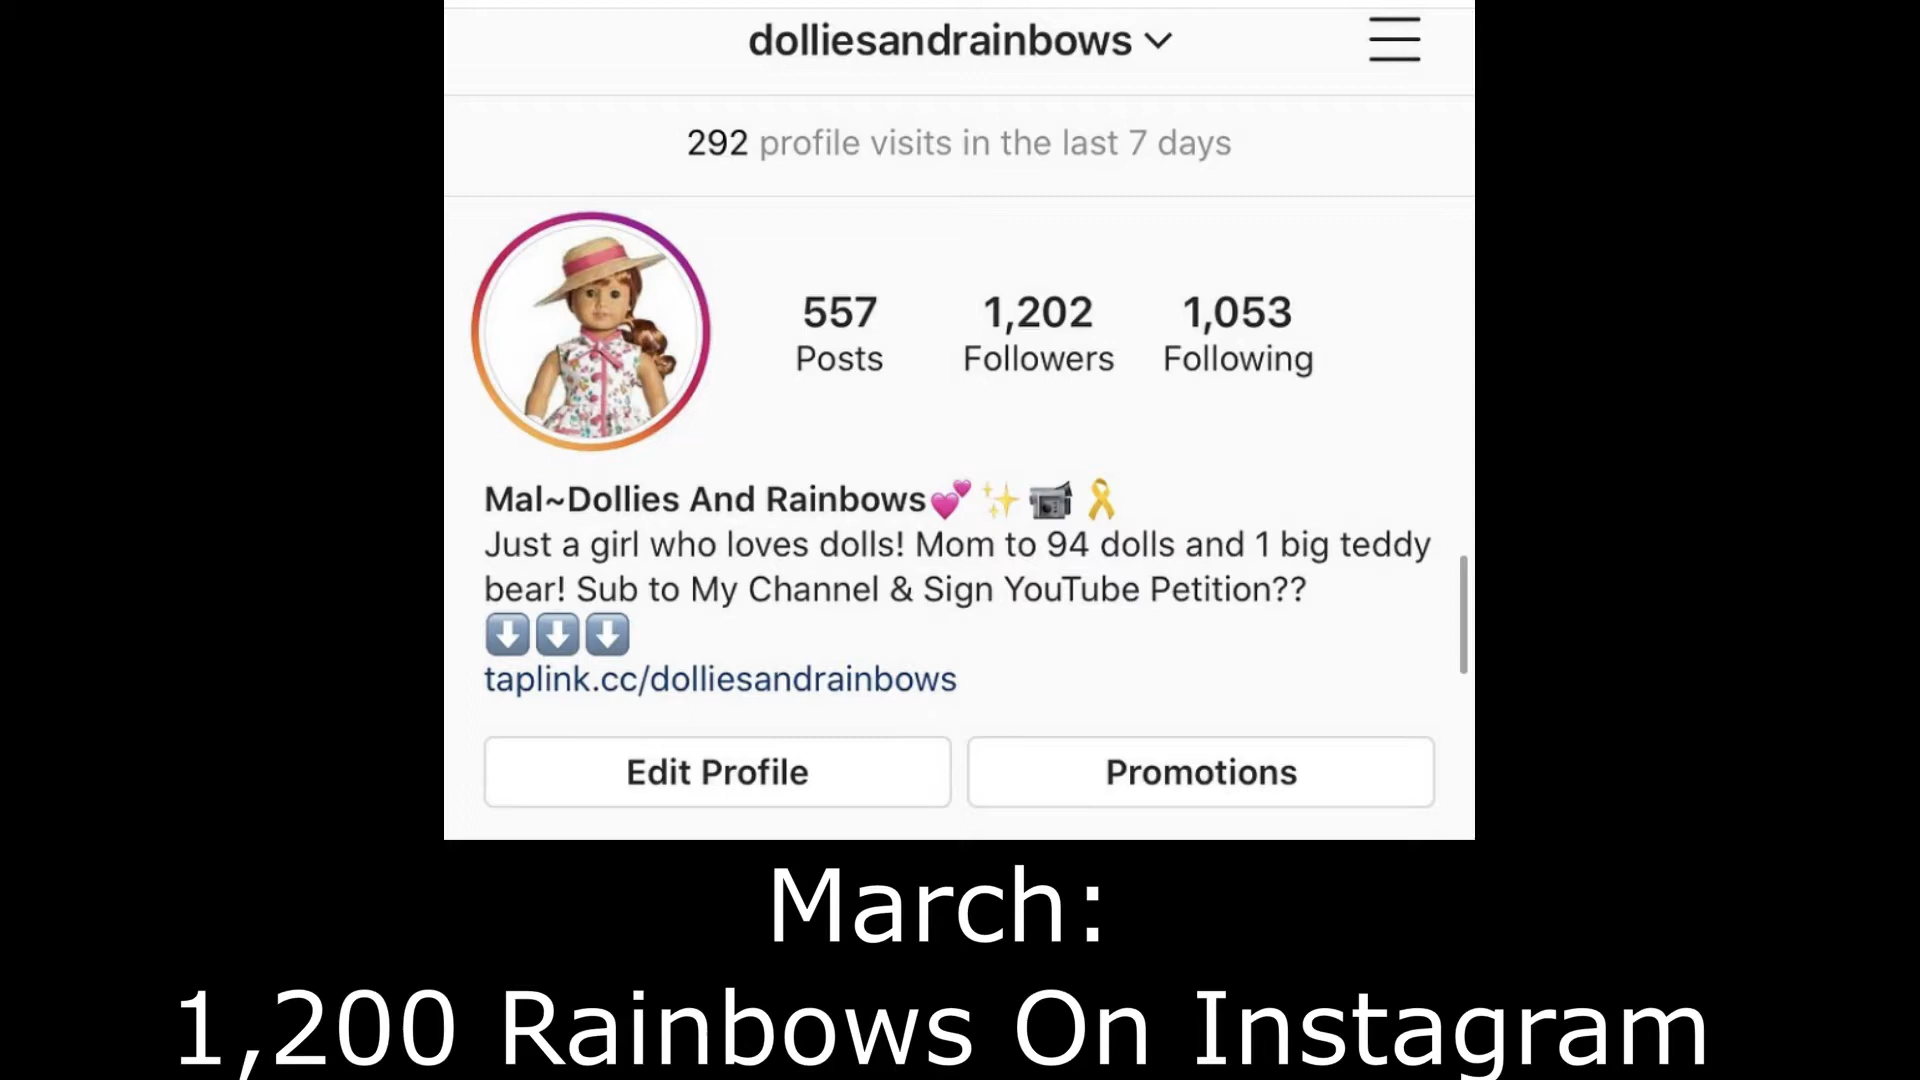 dolliesandrainbows
292 profile visits in the last 7 days
557 1,202 1,053
Posts Followers Following
Mal~Dollies And Rainbows💕✨📹🎗
Just a girl who loves dolls! Mom to 94 dolls and 1 big teddy
bear! Sub to My Channel & Sign YouTube Petition??
⬇️⬇️⬇️
taplink.cc/dolliesandrainbows
Edit Profile Promotions
March:
1,200 Rainbows On Instagram